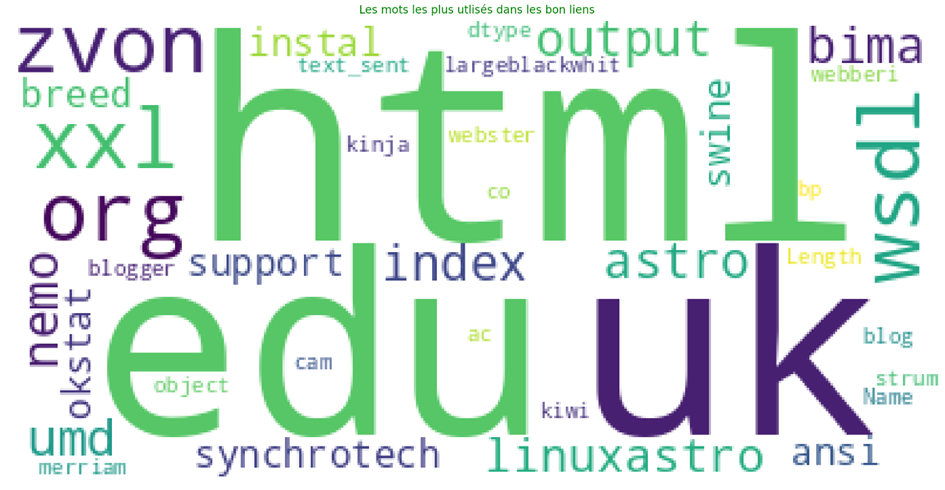 Les mots les plus utlisés dans les bon liens
zvon
instal
dtype
output
bima
text_sent
largeblackwhit
webberi
breed
html
xxl
kinja
webster
swine
wsdl
co
bp
org
nemo
blogger
support
index
astro
Length
okstat
edu
uk
ac
blog
cam
object
strum
Name
kiwi
umd
merriam
synchrotech
linuxastro
ansi